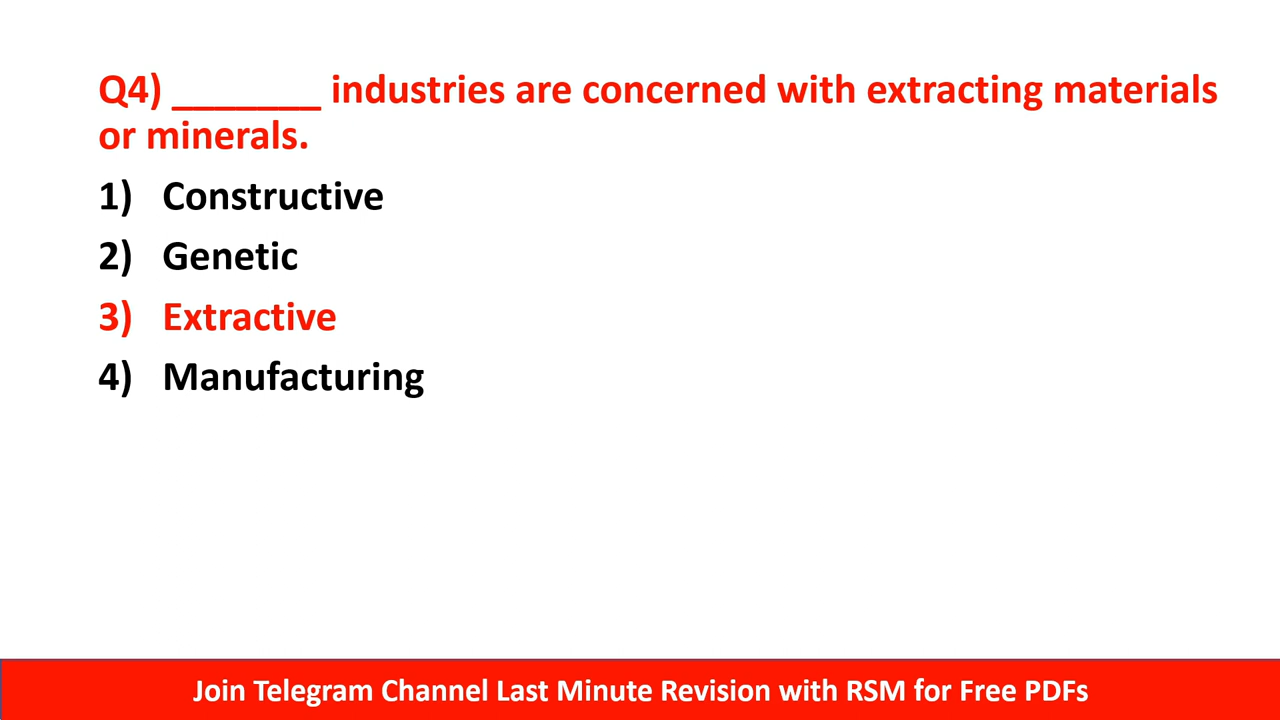 Q4) _______ industries are concerned with extracting materials
or minerals.
1) Constructive
2) Genetic
3) Extractive
4) Manufacturing
Join Telegram Channel Last Minute Revision with RSM for Free PDFs